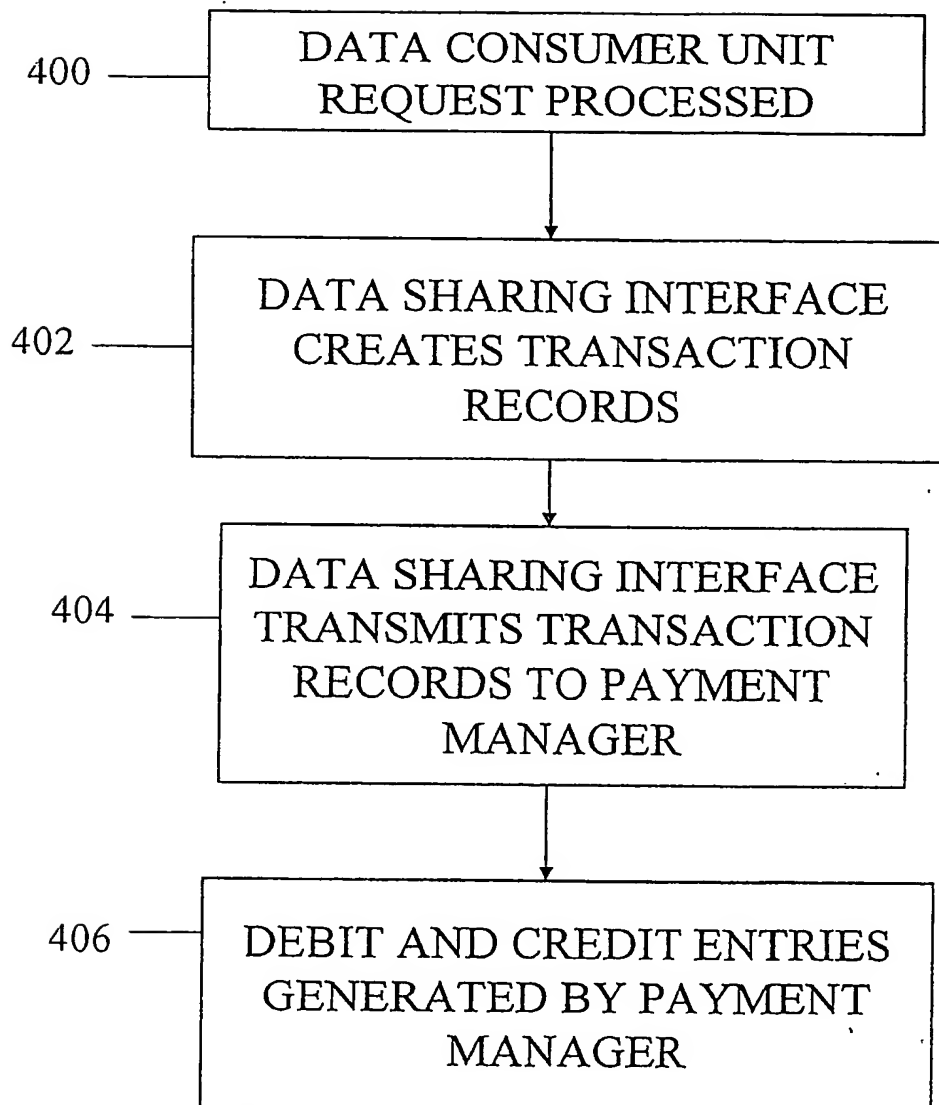 400
DATA CONSUMER UNIT
REQUEST PROCESSED
402
DATA SHARING INTERFACE
CREATES TRANSACTION
RECORDS
404
DATA SHARING INTERFACE
TRANSMITS TRANSACTION
RECORDS TO PAYMENT
MANAGER
406
DEBIT AND CREDIT ENTRIES
GENERATED BY PAYMENT
MANAGER